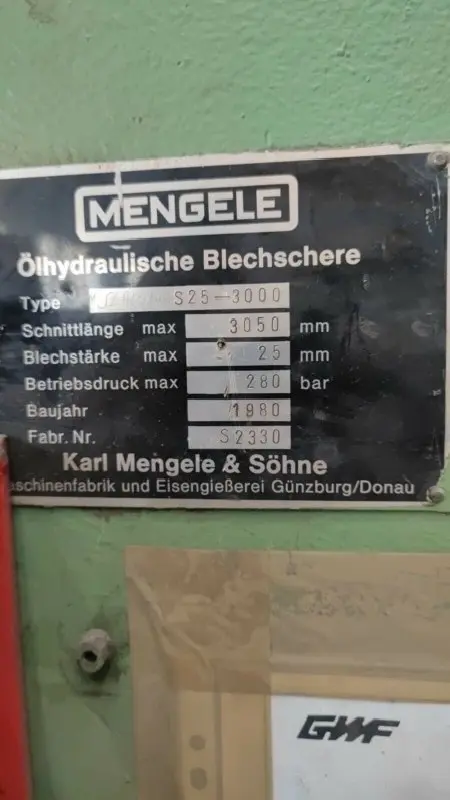 MENGELE
Ölhydraulische Blechschere
Type S25-3000
Schnittlänge max 3050 mm
Blechstärke max 25 mm
Betriebsdruck max 280 bar
Baujahr 1980
Fabr. Nr. S2330
Karl Mengele & Söhne
aschinenfabrik und Eisengießerei Günzburg/Donau
GWF